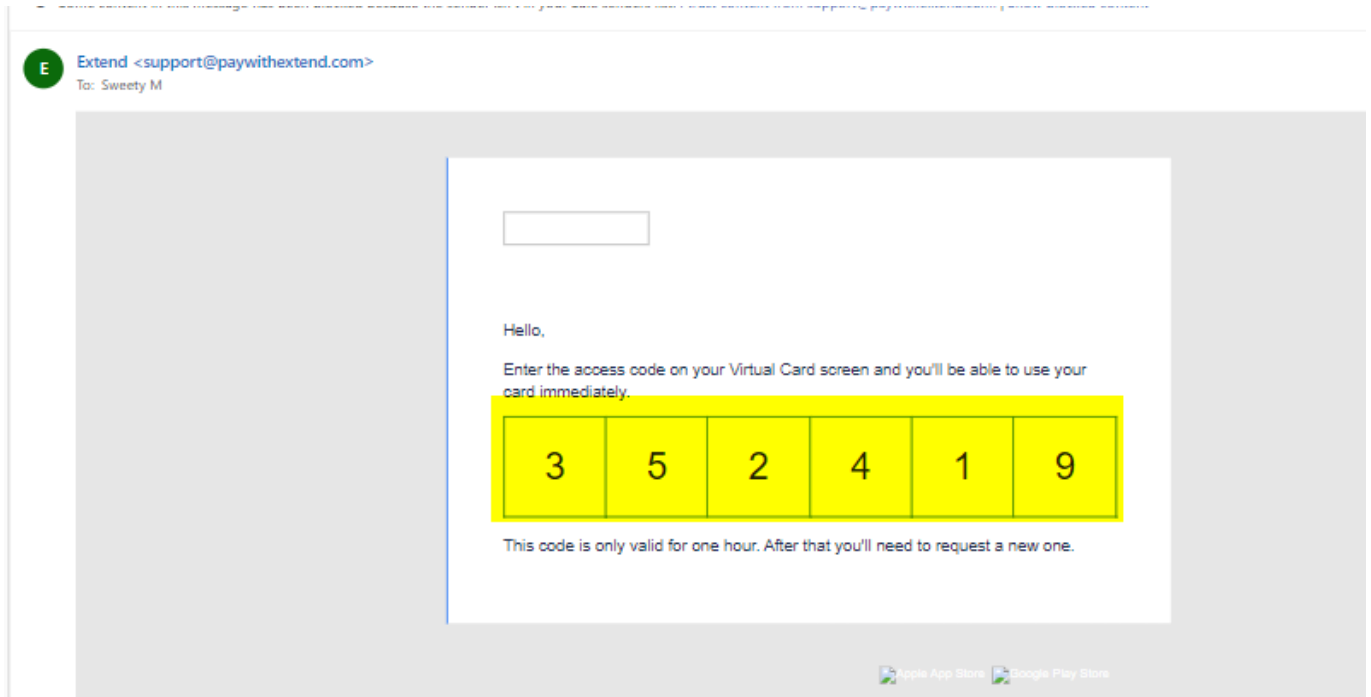 E
Extend <support@paywithextend.com>
To: Sweety M
Hello,
Enter the access code on your Virtual Card screen and you'll be able to use your
card immediately.
3 5 2 4 1 9
This code is only valid for one hour. After that you'll need to request a new one.
Apple App Store Google Play Store